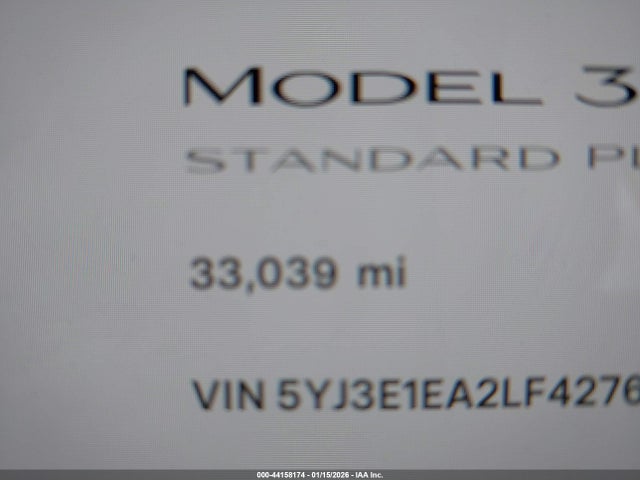 MODEL 3
STANDARD PL
33,039 mi
VIN 5YJ3E1EA2LF4276
000-44158174 - 01/15/2026 - IAA Inc.